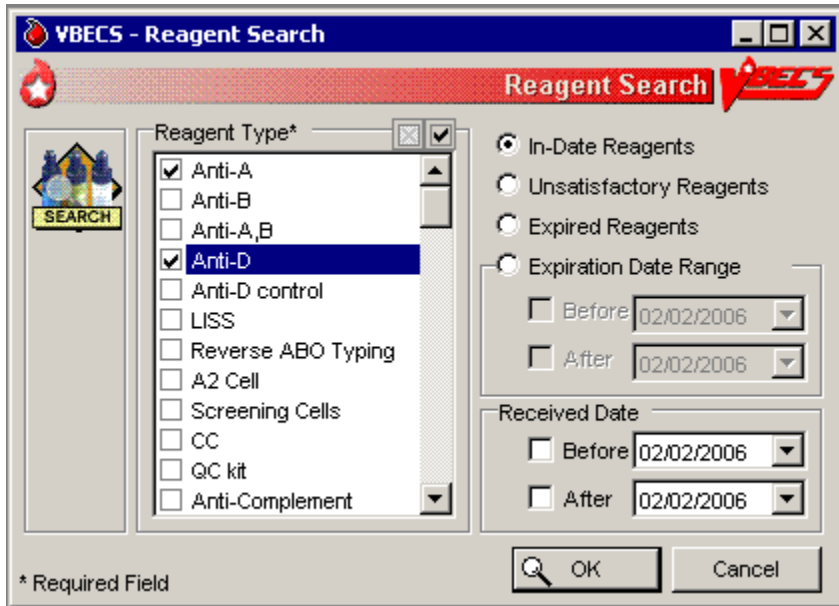 VBECS - Reagent Search
Reagent Search VBECS
SEARCH
Reagent Type*
Anti-A
Anti-B
Anti-A,B
Anti-D
Anti-D control
LISS
Reverse ABO Typing
A2 Cell
Screening Cells
CC
QC kit
Anti-Complement
In-Date Reagents
Unsatisfactory Reagents
Expired Reagents
Expiration Date Range
Before 02/02/2006
After 02/02/2006
Received Date
Before 02/02/2006
After 02/02/2006
* Required Field
OK
Cancel